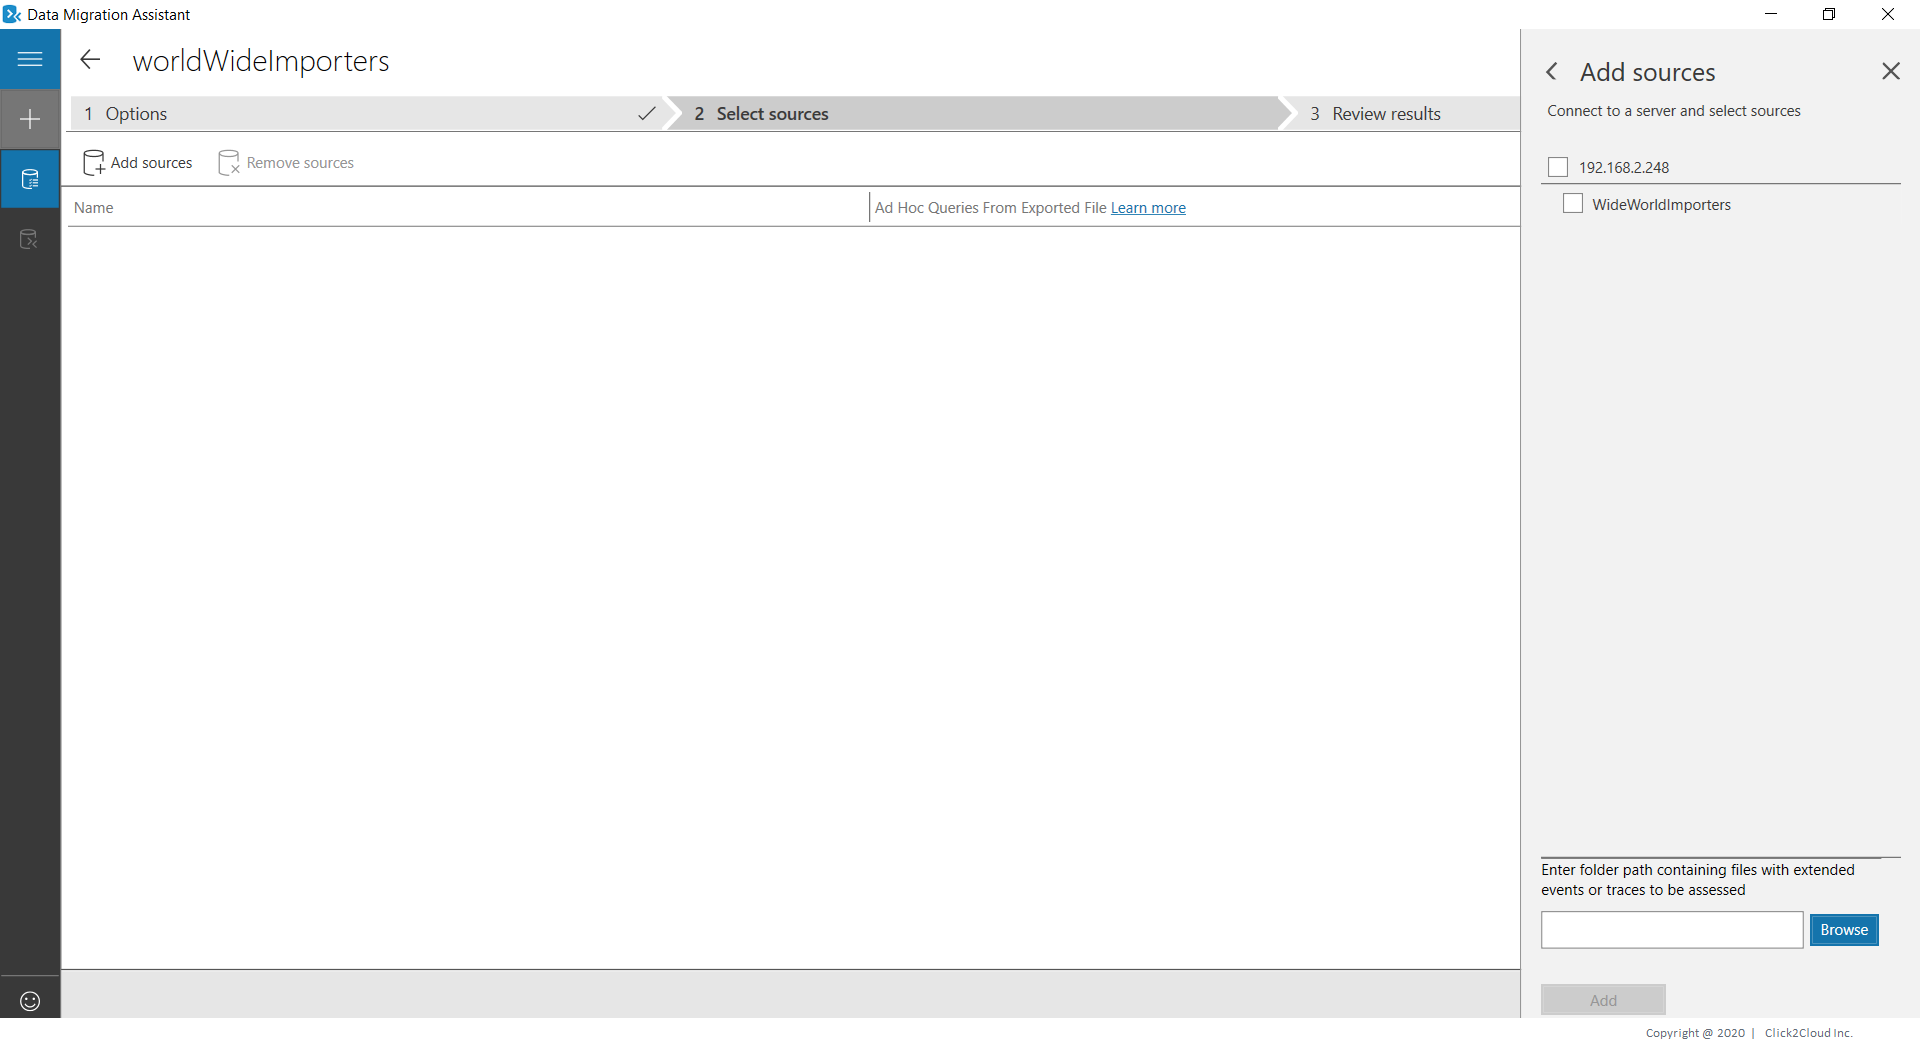 Data Migration Assistant
worldWideImporters
1 Options
2 Select sources
3 Review results
Add sources
Remove sources
Name
Ad Hoc Queries From Exported File Learn more
Add sources
Connect to a server and select sources
192.168.2.248
WideWorldImporters
Enter folder path containing files with extended
events or traces to be assessed
Browse
Add
Copyright @ 2020 | Click2Cloud Inc.